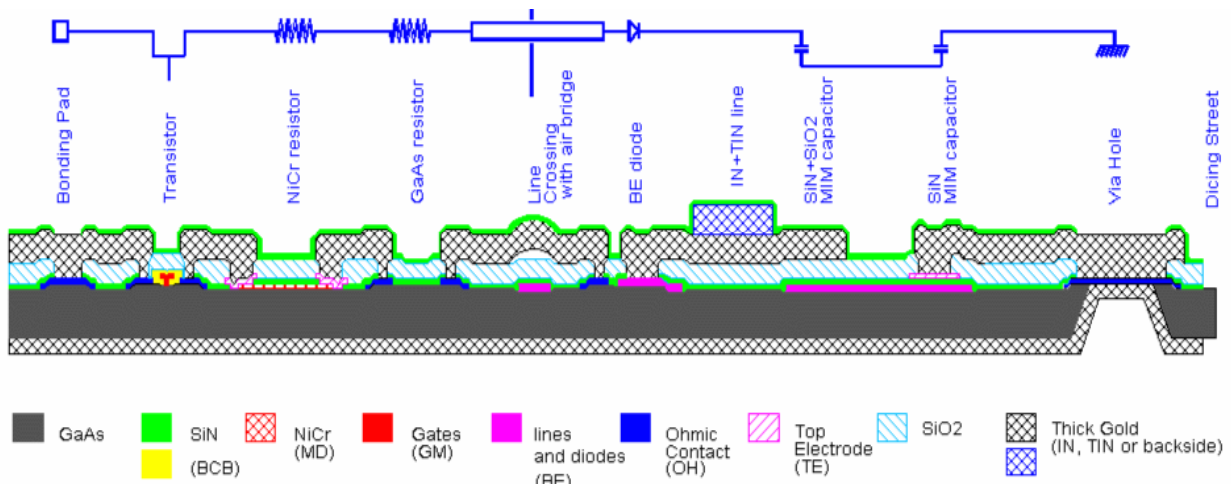 Bonding Pad
Transistor
NiCr resistor
GaAs resistor
Line
Crossing
with air bridge
BE diode
IN+TIN line
SiN+SiO2
MIM capacitor
SiN
MIM capacitor
Via Hole
Dicing Street
GaAs
SiN
(BCB)
NiCr
(MD)
Gates
(GM)
lines
and diodes
(BE)
Ohmic
Contact
(OH)
Top
Electrode
(TE)
SiO2
Thick Gold
(IN, TIN or backside)